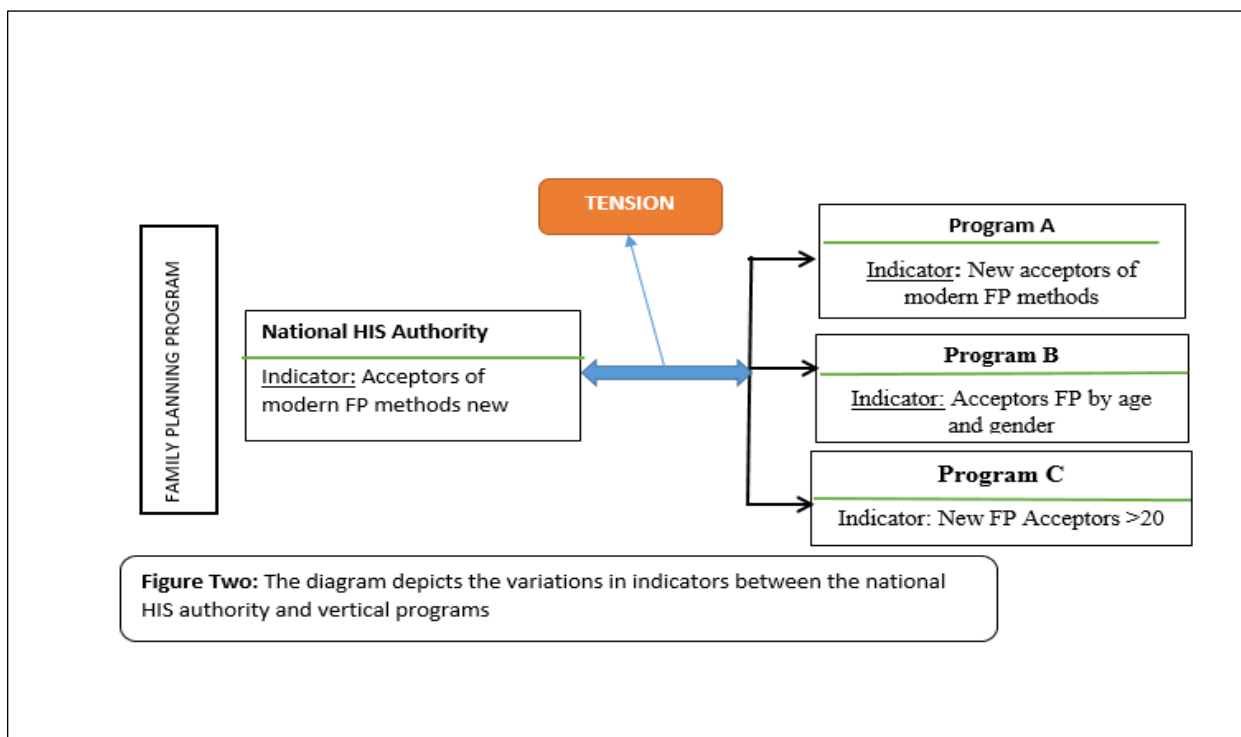 FAMILY PLANNING PROGRAM
National HIS Authority
Indicator: Acceptors of
modern FP methods new
TENSION
Program A
Indicator: New acceptors of
modern FP methods
Program B
Indicator: Acceptors FP by age
and gender
Program C
Indicator: New FP Acceptors >20
Figure Two: The diagram depicts the variations in indicators between the national
HIS authority and vertical programs